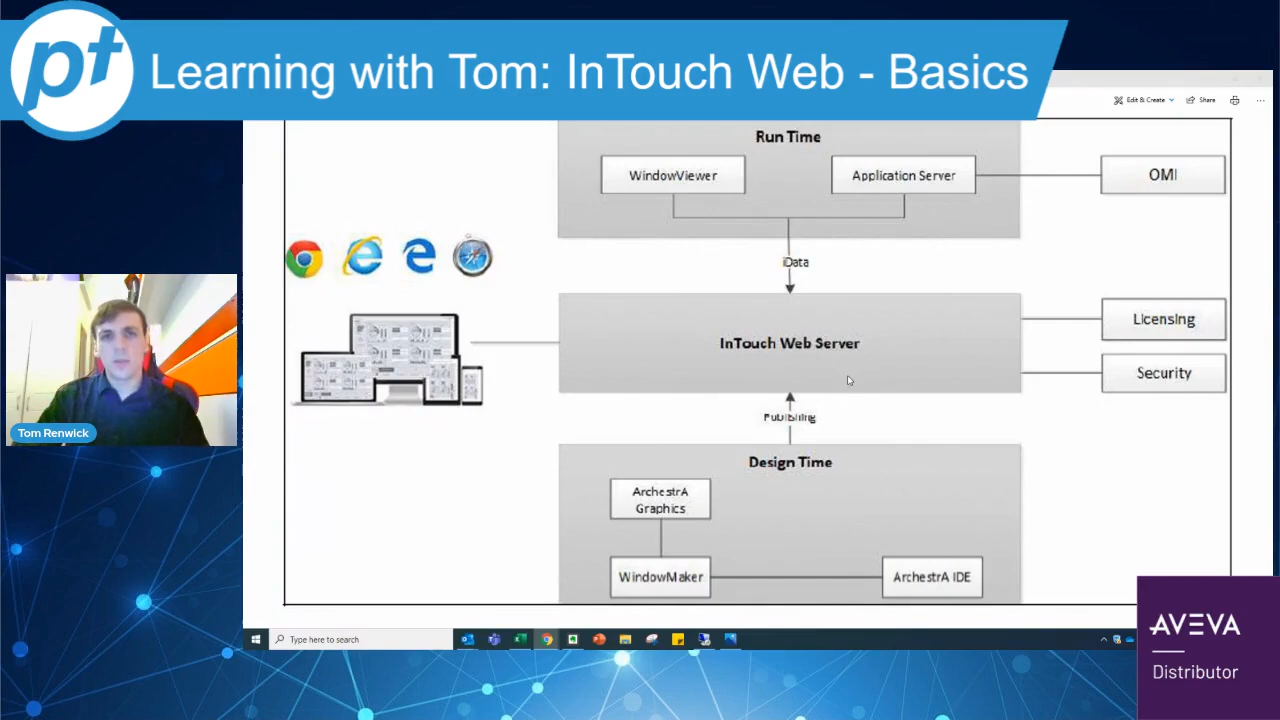 pt
Learning with Tom: InTouch Web - Basics
Edit & Create
Share
Run Time
WindowViewer
Application Server
OMI
iData
InTouch Web Server
Licensing
Security
Publishing
Tom Renwick
Design Time
ArchestrA
Graphics
WindowMaker
ArchestrA IDE
Type here to search
AVEVA
Distributor